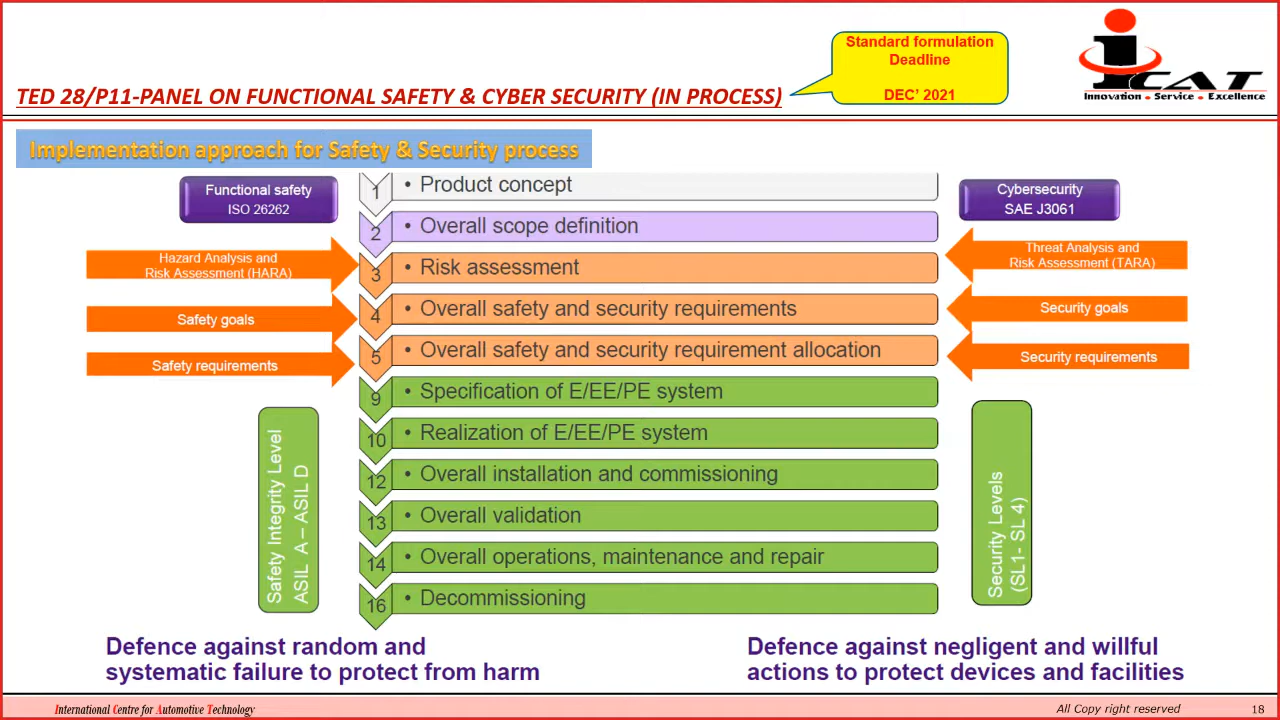 Standard formulation
Deadline
DEC’ 2021
iCAT
Innovation • Service • Excellence
TED 28/P11-PANEL ON FUNCTIONAL SAFETY & CYBER SECURITY (IN PROCESS)
Implementation approach for Safety & Security process
Functional safety
ISO 26262
Cybersecurity
SAE J3061
1 • Product concept
2 • Overall scope definition
Hazard Analysis and
Risk Assessment (HARA)
3 • Risk assessment
Threat Analysis and
Risk Assessment (TARA)
Safety goals
4 • Overall safety and security requirements
Security goals
Safety requirements
5 • Overall safety and security requirement allocation
Security requirements
9 • Specification of E/EE/PE system
10 • Realization of E/EE/PE system
12 • Overall installation and commissioning
13 • Overall validation
14 • Overall operations, maintenance and repair
16 • Decommissioning
Safety Integrity Level
ASIL A – ASIL D
Security Levels
(SL1- SL 4)
Defence against random and
systematic failure to protect from harm
Defence against negligent and willful
actions to protect devices and facilities
International Centre for Automotive Technology
All Copy right reserved
18